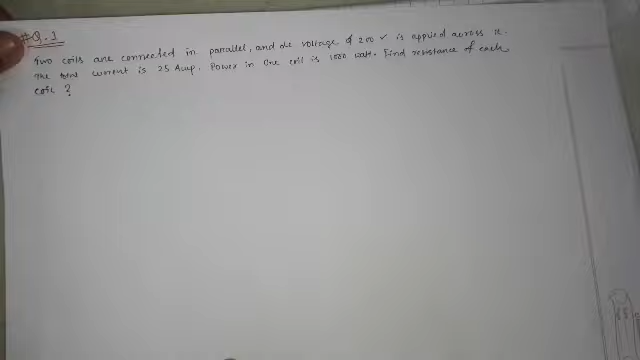 #Q.1
Two coils are connected in parallel, and dc voltage of 200 v is applied across it.
The total current is 25 Amp. Power in One coil is 1000 watt. Find resistance of each
coil ?